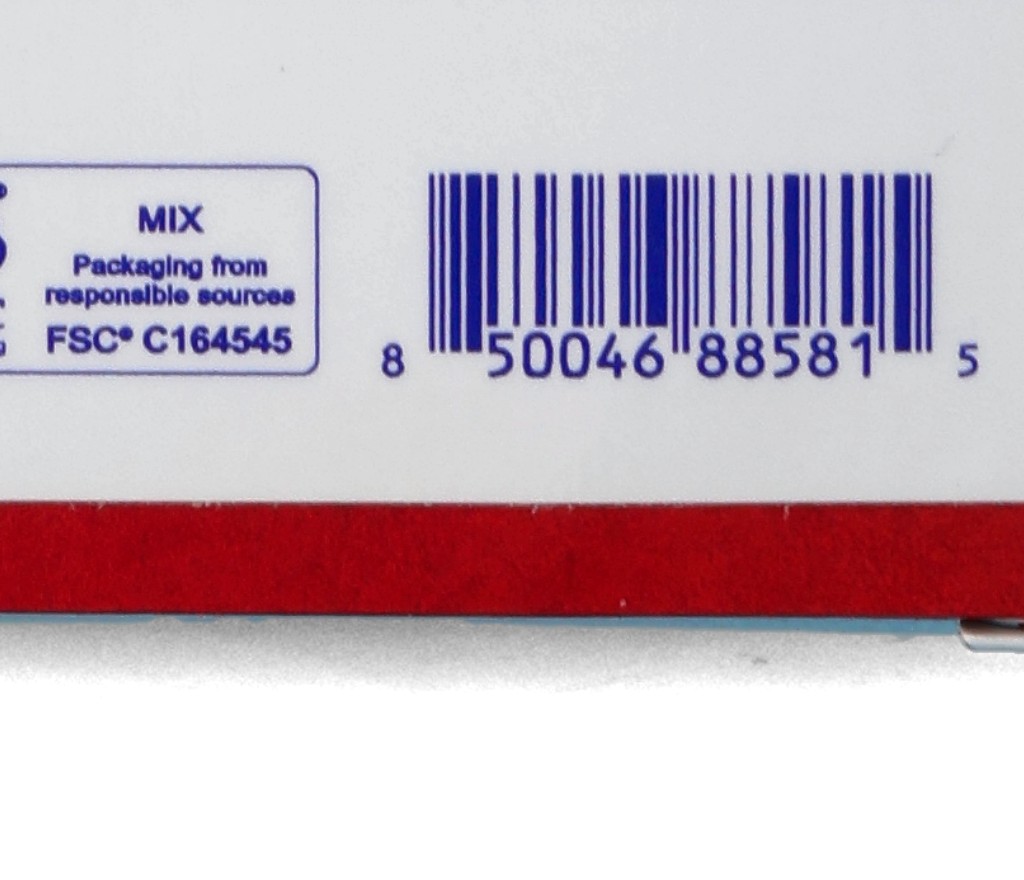 MIX
Packaging from
responsible sources
FSC® C164545
8 50046 88581 5